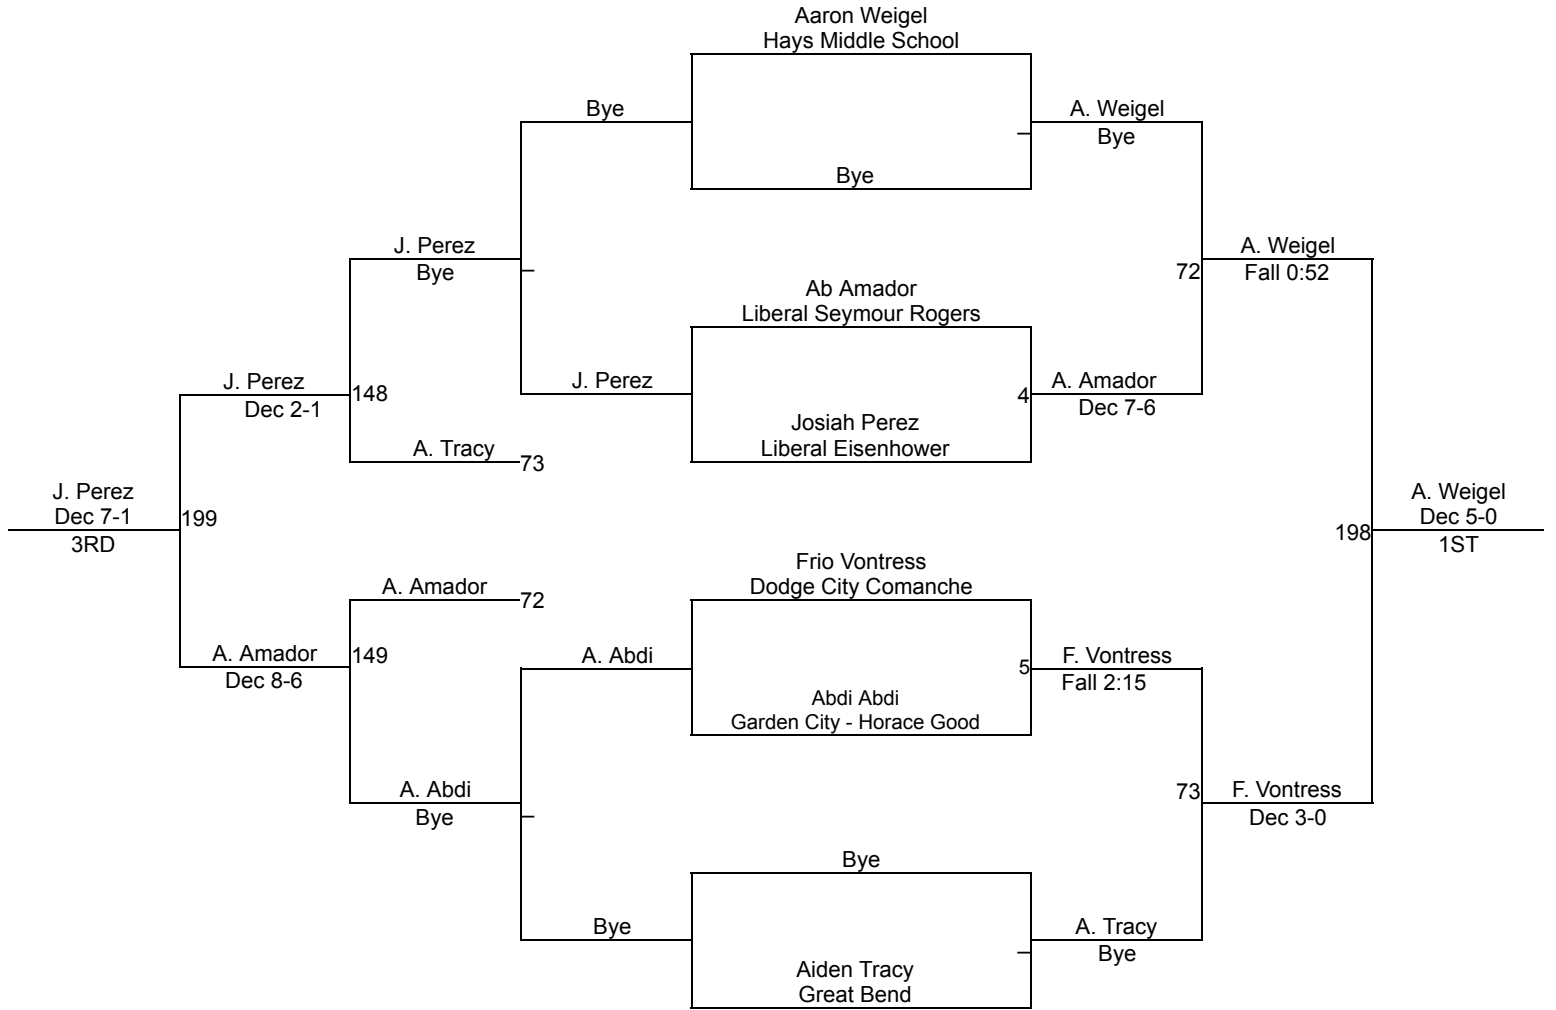 Aaron Weigel
Hays Middle School
Bye
A. Weigel
Bye
Bye
J. Perez
Bye
A. Weigel
Fall 0:52
72
Ab Amador
Liberal Seymour Rogers
J. Perez
Dec 2-1
148
J. Perez
4
A. Amador
Dec 7-6
Josiah Perez
Liberal Eisenhower
A. Tracy
73
J. Perez
Dec 7-1
3RD
199
A. Weigel
Dec 5-0
1ST
198
Frio Vontress
Dodge City Comanche
A. Amador
72
A. Amador
Dec 8-6
149
A. Abdi
5
F. Vontress
Fall 2:15
Abdi Abdi
Garden City - Horace Good
A. Abdi
Bye
73
F. Vontress
Dec 3-0
Bye
Bye
A. Tracy
Bye
Aiden Tracy
Great Bend